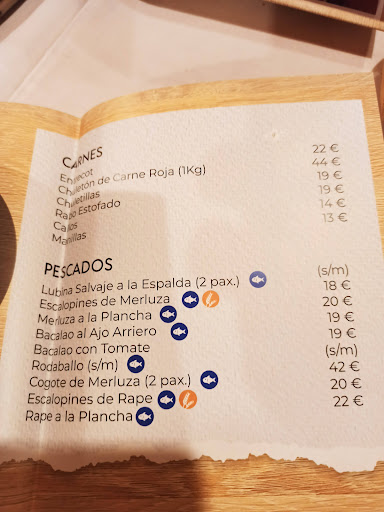 CARNES
Entrecot 22 €
Chuletón de Carne Roja (1Kg) 44 €
Chuletillas 19 €
Rabo Estofado 19 €
Callos 14 €
Manillas 13 €
PESCADOS
Lubina Salvaje a la Espalda (2 pax.) (s/m)
Escalopines de Merluza 18 €
Merluza a la Plancha 20 €
Bacalao al Ajo Arriero 19 €
Bacalao con Tomate 19 €
Rodaballo (s/m) (s/m)
Cogote de Merluza (2 pax.) 42 €
Escalopines de Rape 20 €
Rape a la Plancha 22 €